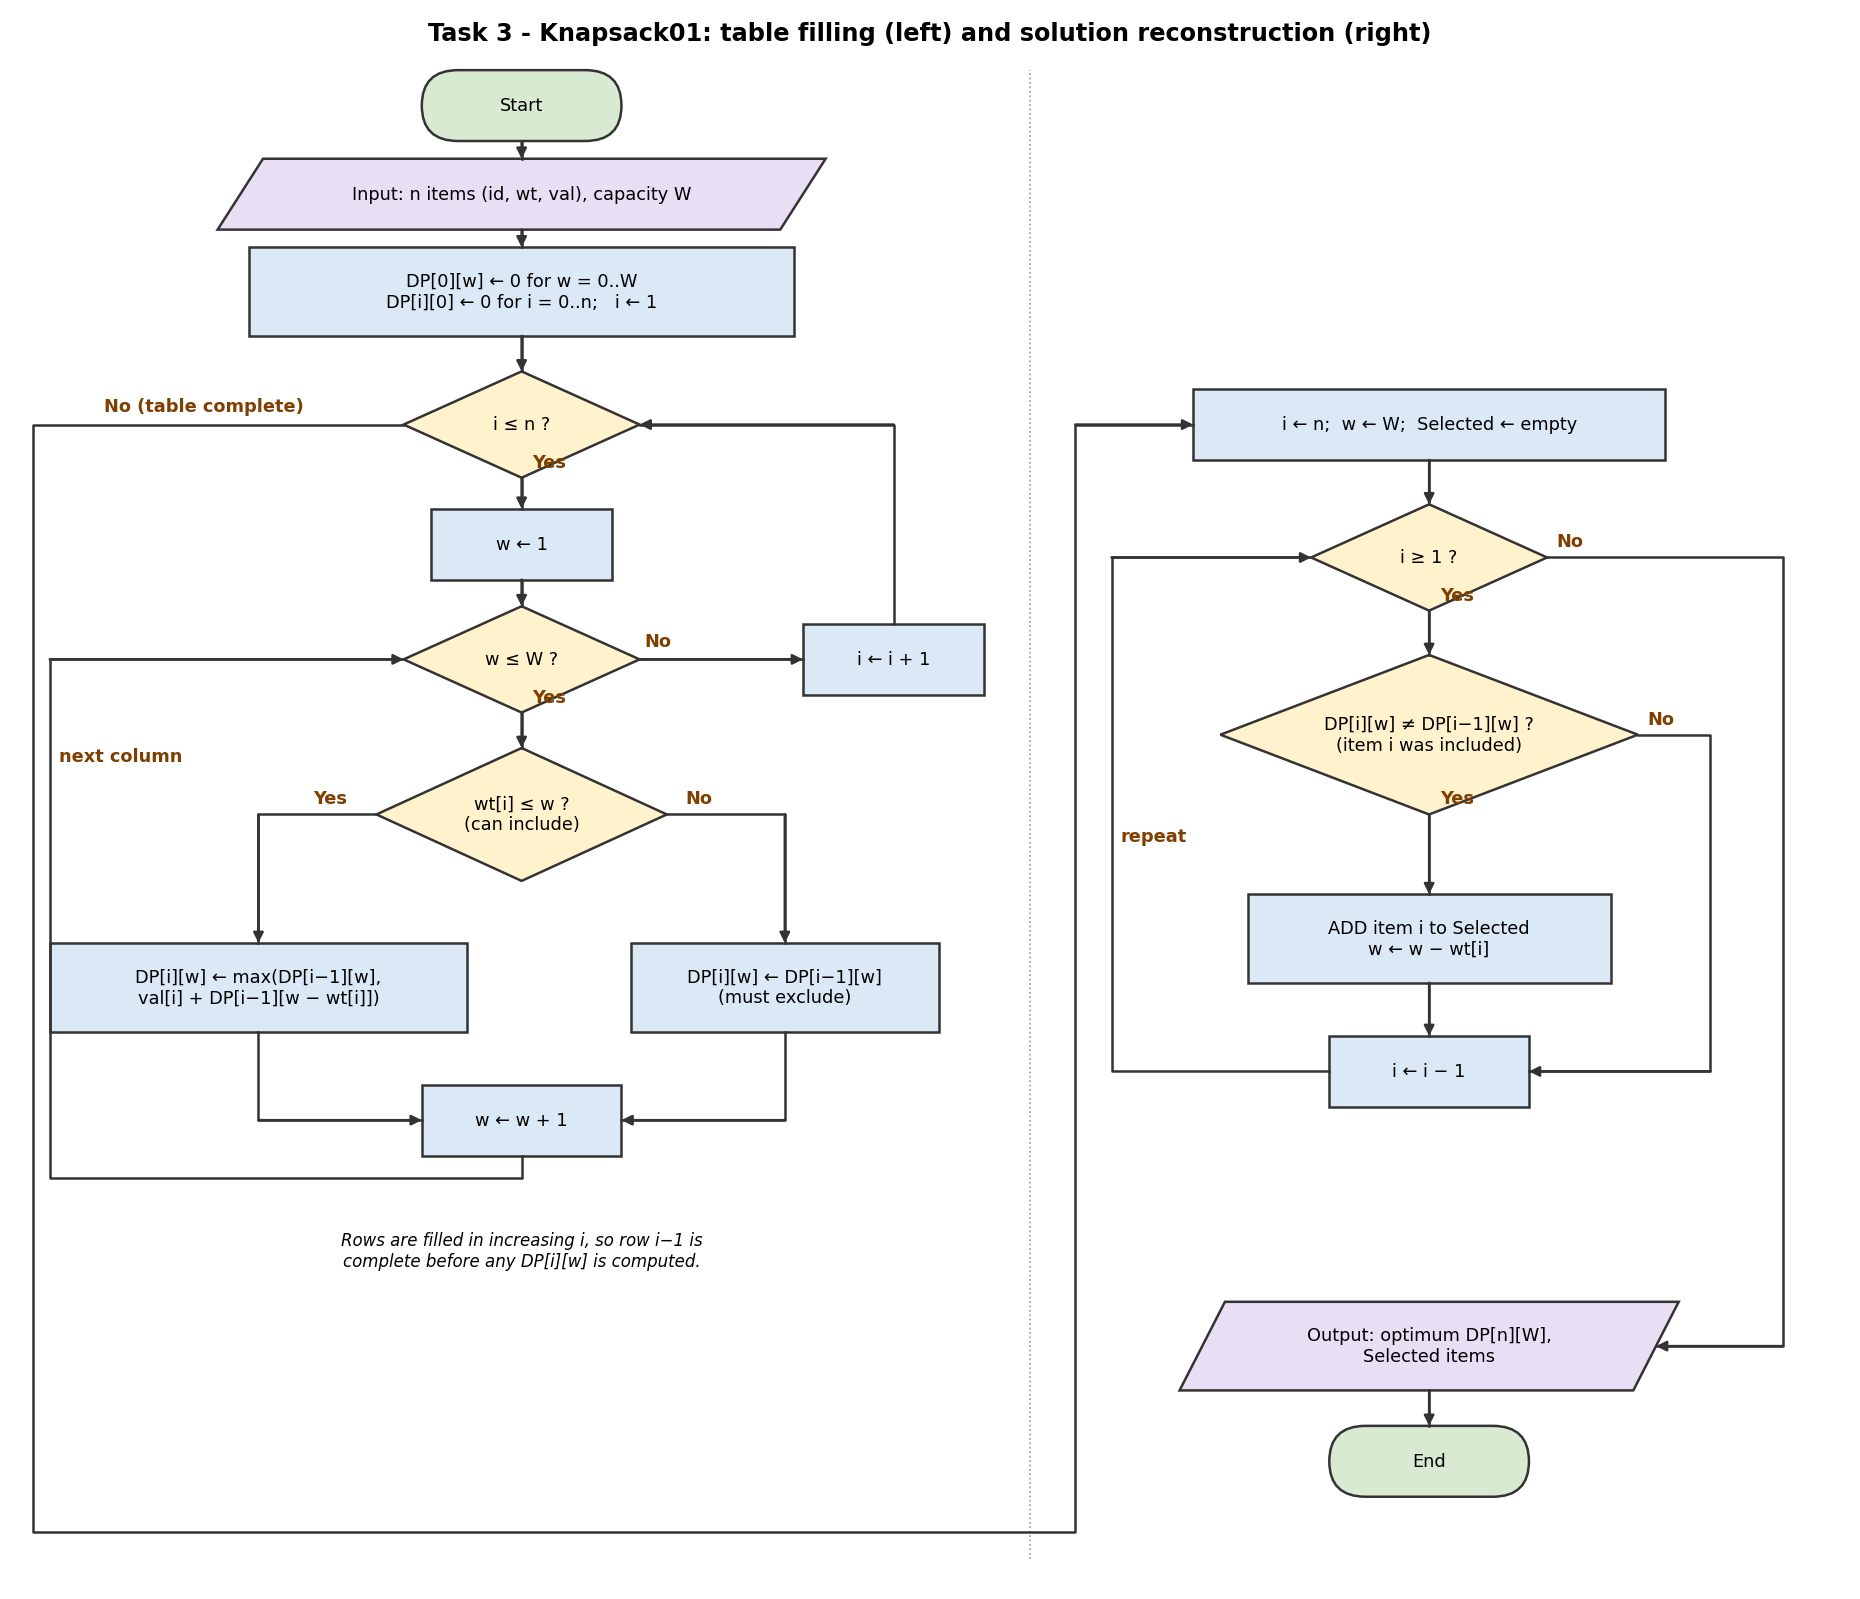 Task 3 - Knapsack01: table filling (left) and solution reconstruction (right)
Start
Input: n items (id, wt, val), capacity W
DP[0][w] ← 0 for w = 0..W
DP[i][0] ← 0 for i = 0..n;   i ← 1
No (table complete)
i ≤ n ?
Yes
w ← 1
w ≤ W ?
No
i ← i + 1
Yes
next column
wt[i] ≤ w ?
(can include)
Yes
No
DP[i][w] ← max(DP[i−1][w],
val[i] + DP[i−1][w − wt[i]])
DP[i][w] ← DP[i−1][w]
(must exclude)
w ← w + 1
Rows are filled in increasing i, so row i−1 is
complete before any DP[i][w] is computed.
i ← n;  w ← W;  Selected ← empty
i ≥ 1 ?
No
Yes
DP[i][w] ≠ DP[i−1][w] ?
(item i was included)
No
Yes
repeat
ADD item i to Selected
w ← w − wt[i]
i ← i − 1
Output: optimum DP[n][W],
Selected items
End